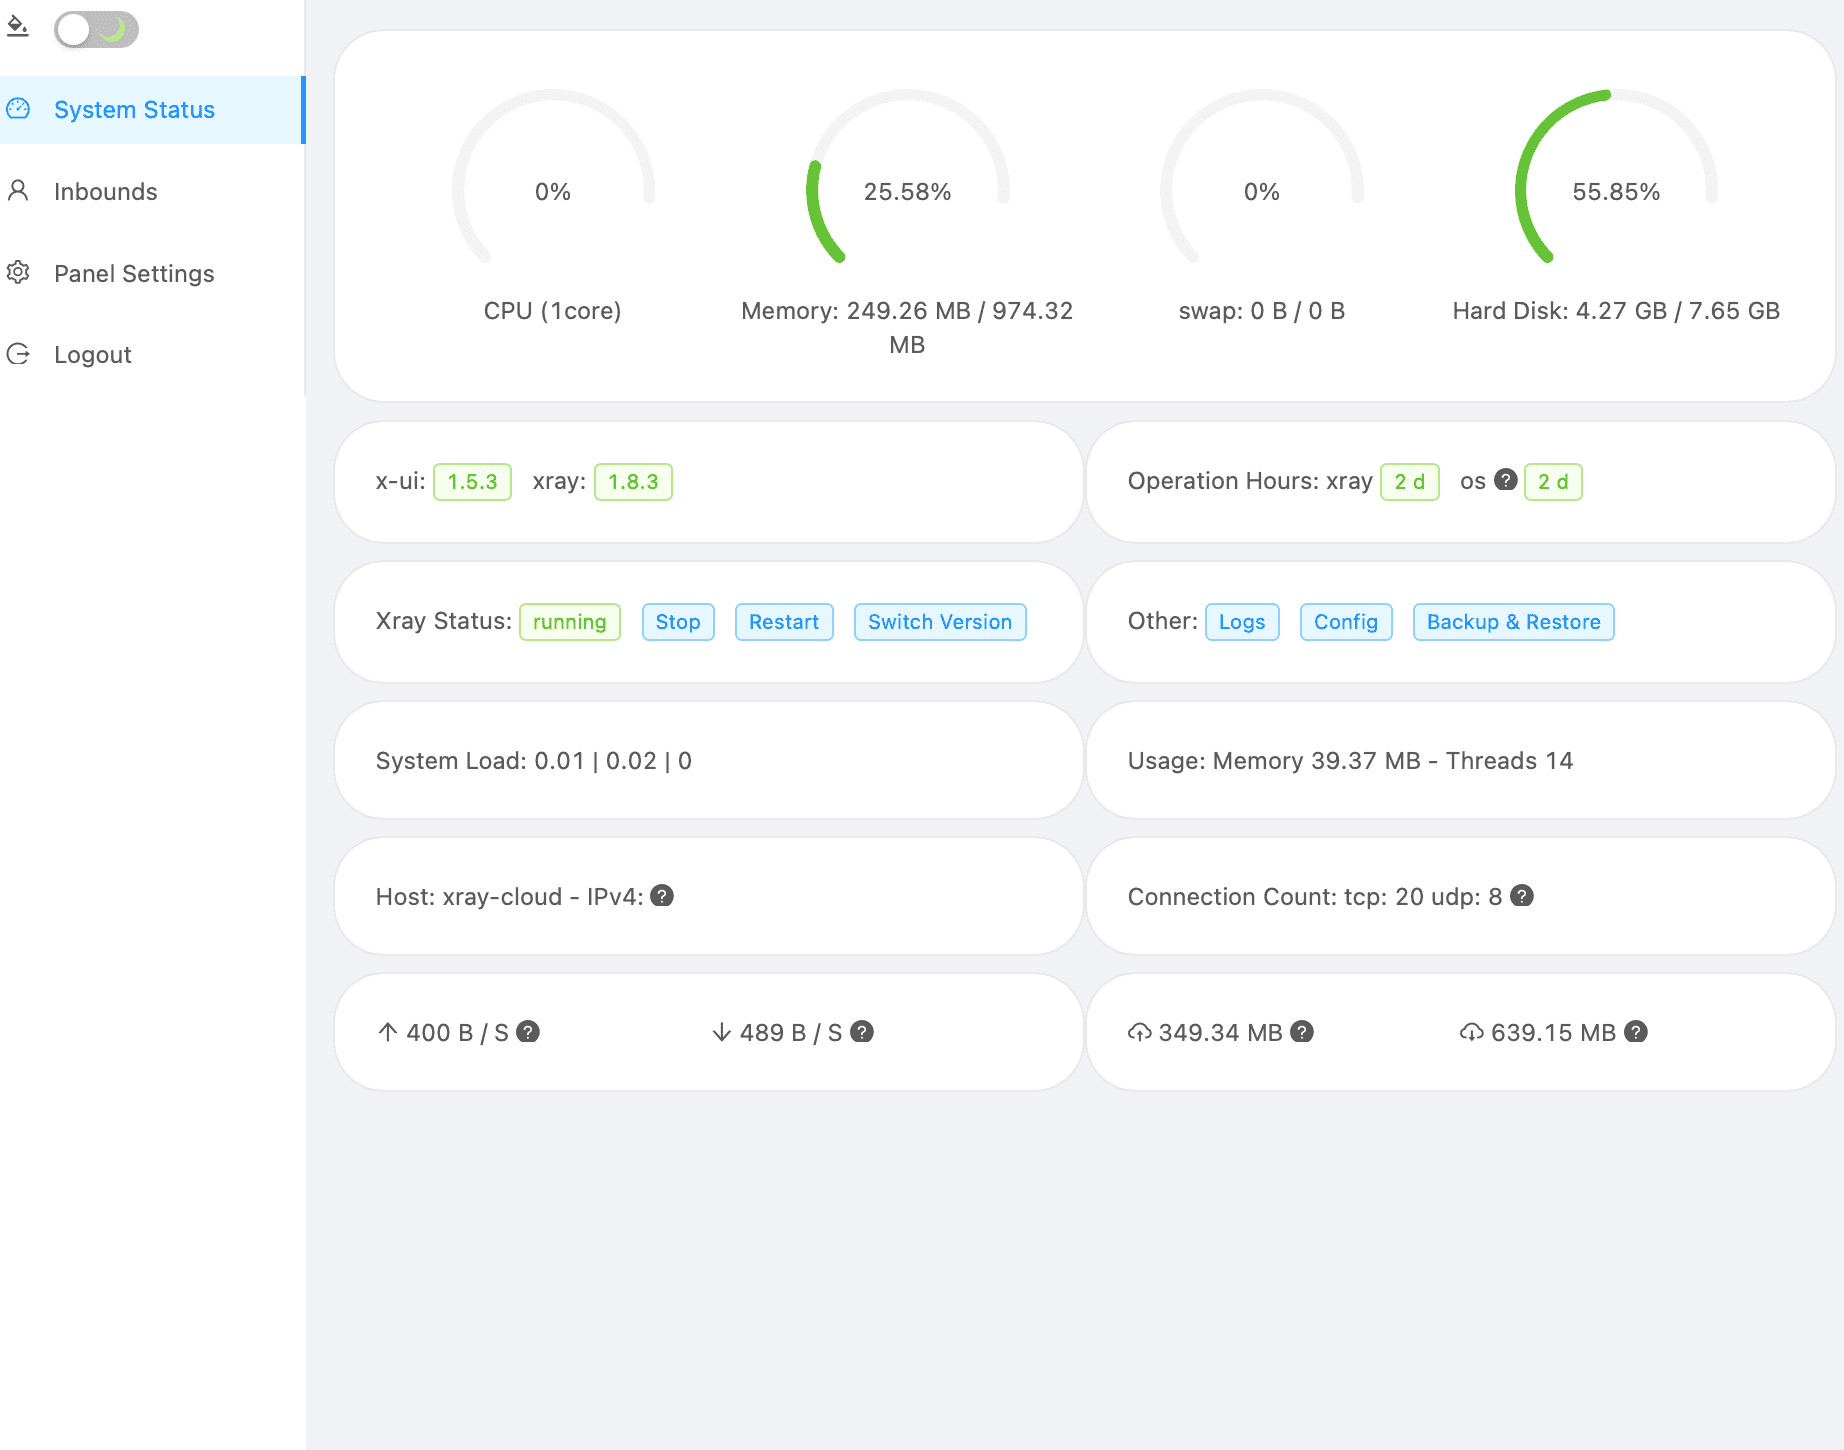 System Status
Inbounds
Panel Settings
Logout
0%
25.58%
0%
55.85%
CPU (1core)
Memory: 249.26 MB / 974.32
MB
swap: 0 B / 0 B
Hard Disk: 4.27 GB / 7.65 GB
x-ui: 1.5.3 xray: 1.8.3
Operation Hours: xray 2 d os ? 2 d
Xray Status: running Stop Restart Switch Version
Other: Logs Config Backup & Restore
System Load: 0.01 | 0.02 | 0
Usage: Memory 39.37 MB - Threads 14
Host: xray-cloud - IPv4: ?
Connection Count: tcp: 20 udp: 8 ?
↑ 400 B / S ? ↓ 489 B / S ?
349.34 MB ? 639.15 MB ?